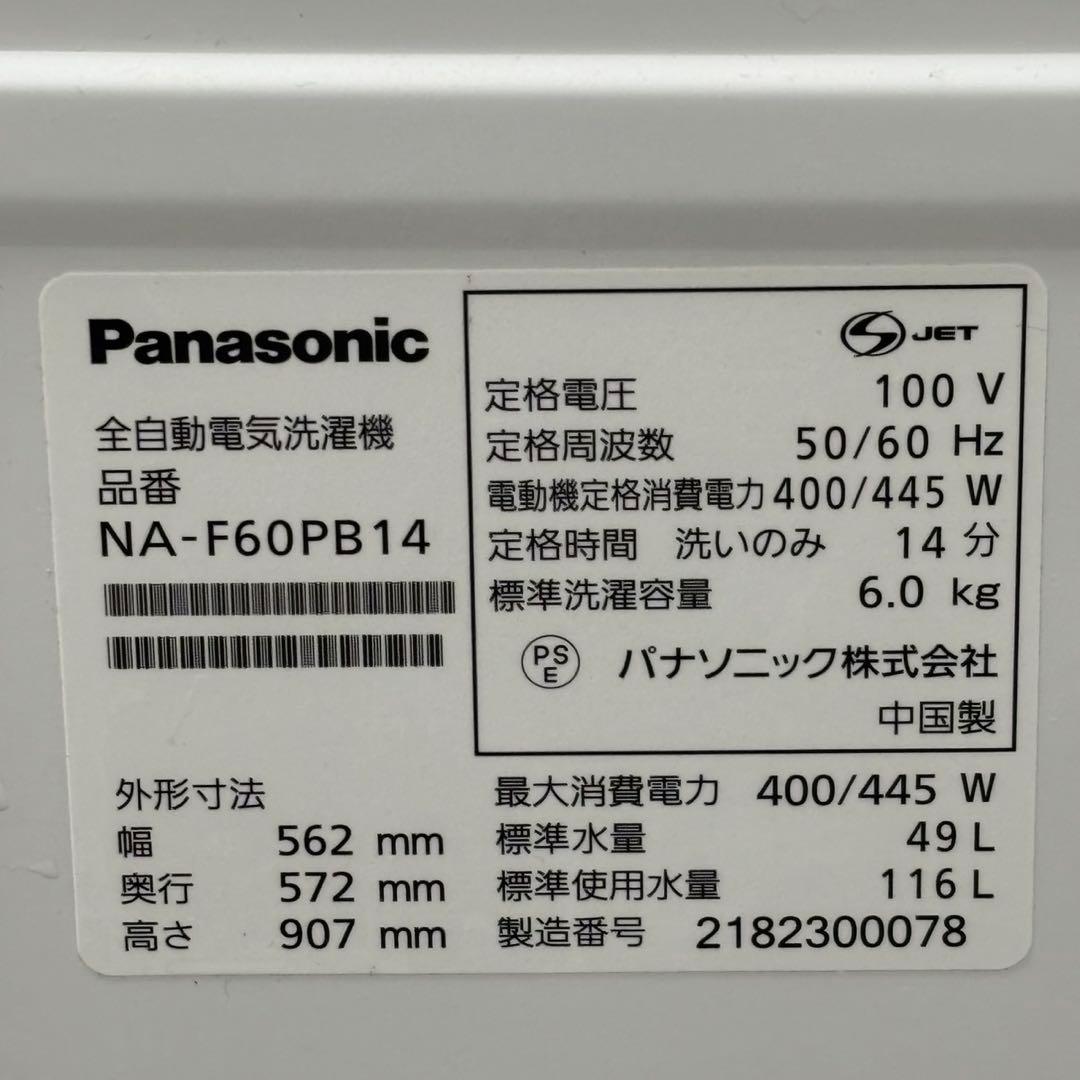 Panasonic
全自動電気洗濯機
品番
NA-F60PB14
JET
定格電圧 100 V
定格周波数 50/60 Hz
電動機定格消費電力 400/445 W
定格時間 洗いのみ 14 分
標準洗濯容量 6.0 kg
PS
E
パナソニック株式会社
中国製
外形寸法
幅 562 mm
奥行 572 mm
高さ 907 mm
最大消費電力 400/445 W
標準水量 49 L
標準使用水量 116 L
製造番号 2182300078